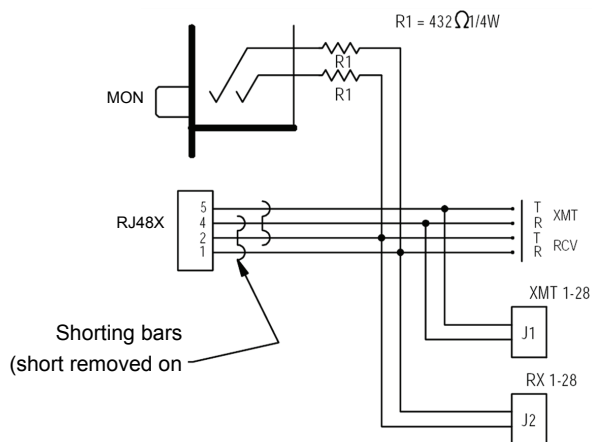 R1 = 432 Ω1/4W
R1
R1
MON
RJ48X
5
4
2
1
T
R
T
R
XMT
RCV
XMT 1-28
J1
Shorting bars
(short removed on
RX 1-28
J2